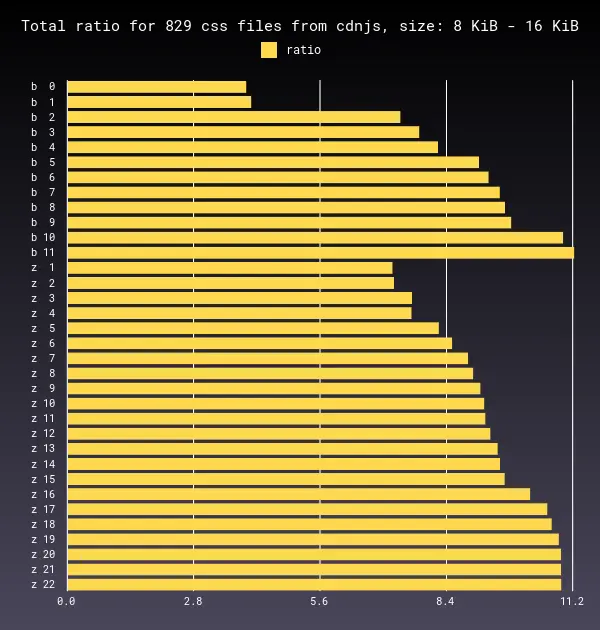 Total ratio for 829 css files from cdnjs, size: 8 KiB - 16 KiB
ratio
b 0
b 1
b 2
b 3
b 4
b 5
b 6
b 7
b 8
b 9
b 10
b 11
z 1
z 2
z 3
z 4
z 5
z 6
z 7
z 8
z 9
z 10
z 11
z 12
z 13
z 14
z 15
z 16
z 17
z 18
z 19
z 20
z 21
z 22
0.0 2.8 5.6 8.4 11.2